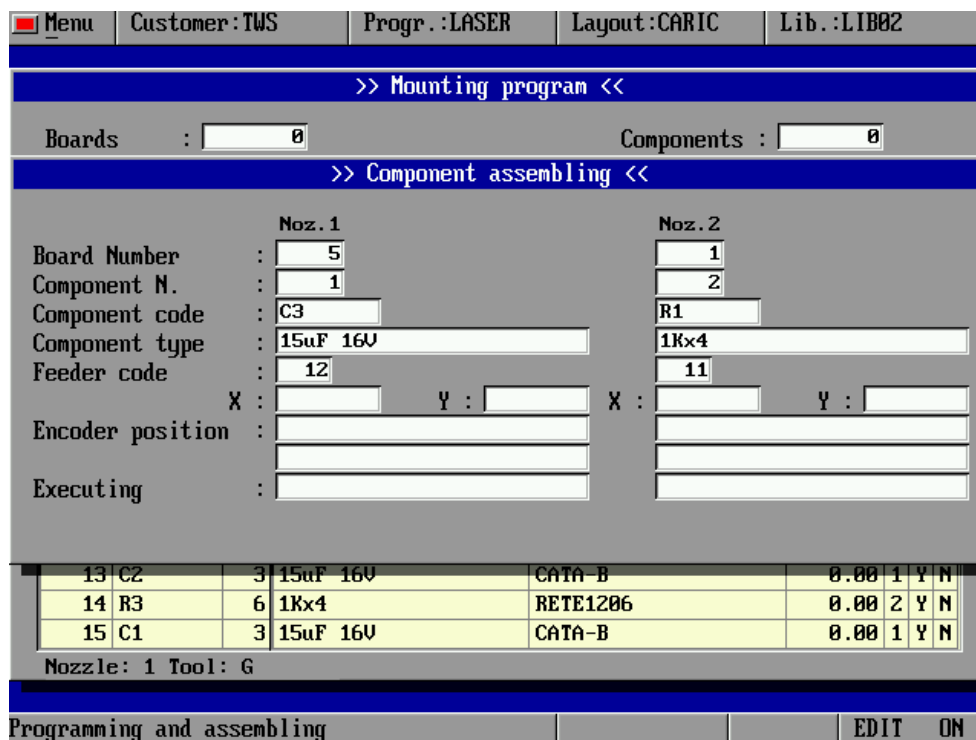 Menu Customer:TWS Progr.:LASER Layout:CARIC Lib.:LIB02
>> Mounting program <<
Boards : 0 Components : 0
>> Component assembling <<
Noz.1 Noz.2
Board Number : 5 1
Component N. : 1 2
Component code : C3 R1
Component type : 15uF 16V 1Kx4
Feeder code : 12 11
X : Y : X : Y :
Encoder position :
Executing :
13 C2 3 15uF 16V CATA-B 0.00 1 Y N
14 R3 6 1Kx4 RETE1206 0.00 2 Y N
15 C1 3 15uF 16V CATA-B 0.00 1 Y N
Nozzle: 1 Tool: G
Programming and assembling EDIT ON